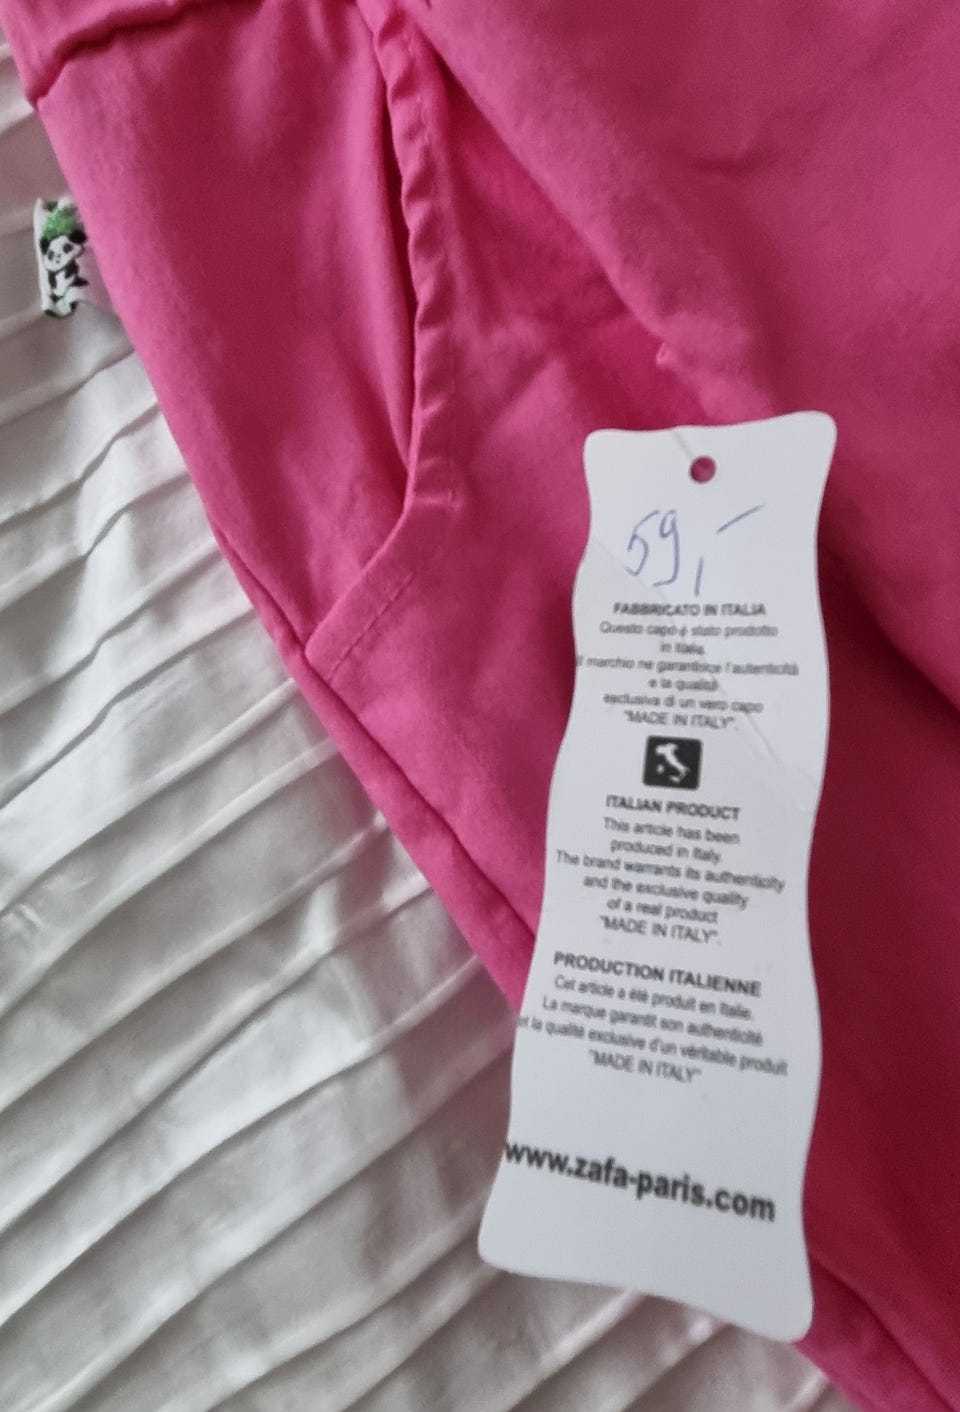 59,-
FABBRICATO IN ITALIA
Questo capo è stato prodotto
in Italia.
Il marchio ne garantisce l'autenticità
e la qualità
esclusiva di un vero capo
"MADE IN ITALY".
ITALIAN PRODUCT
This article has been
produced in Italy.
The brand warrants its authenticity
and the exclusive quality
of a real product
"MADE IN ITALY".
PRODUCTION ITALIENNE
Cet article a été produit en Italie.
La marque garantit son authenticité
et la qualité exclusive d'un véritable produit
"MADE IN ITALY"
www.zafa-paris.com